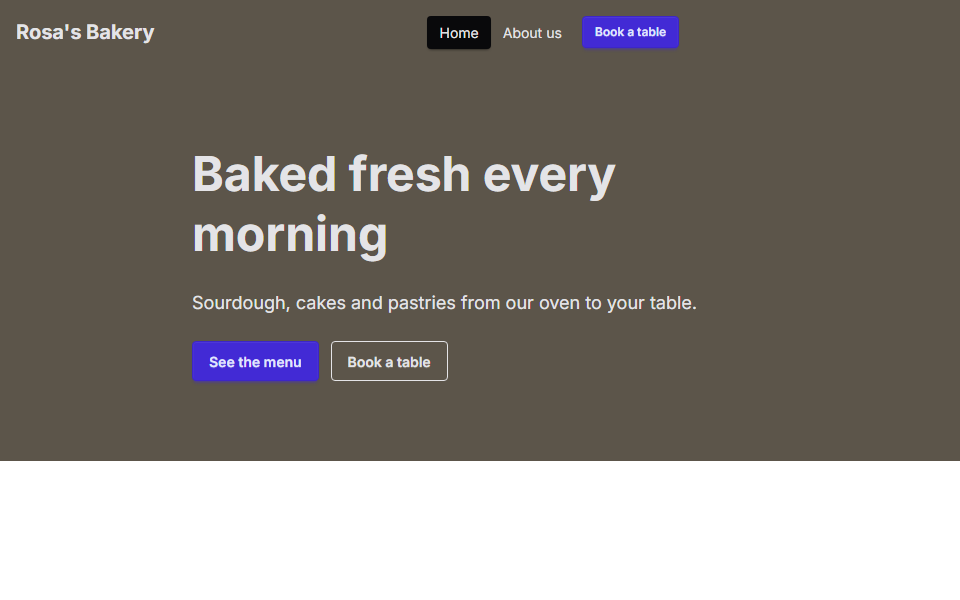 Rosa's Bakery
Home
About us
Book a table
Baked fresh every
morning
Sourdough, cakes and pastries from our oven to your table.
See the menu
Book a table